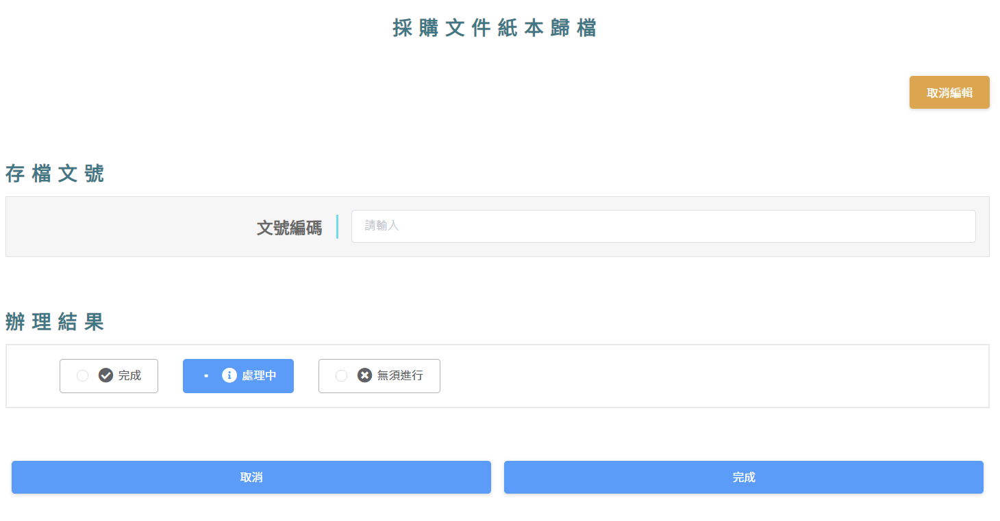 採購文件紙本歸檔
取消編輯
存檔文號
文號編碼 請輸入
辦理結果
完成 處理中 無須進行
取消 完成